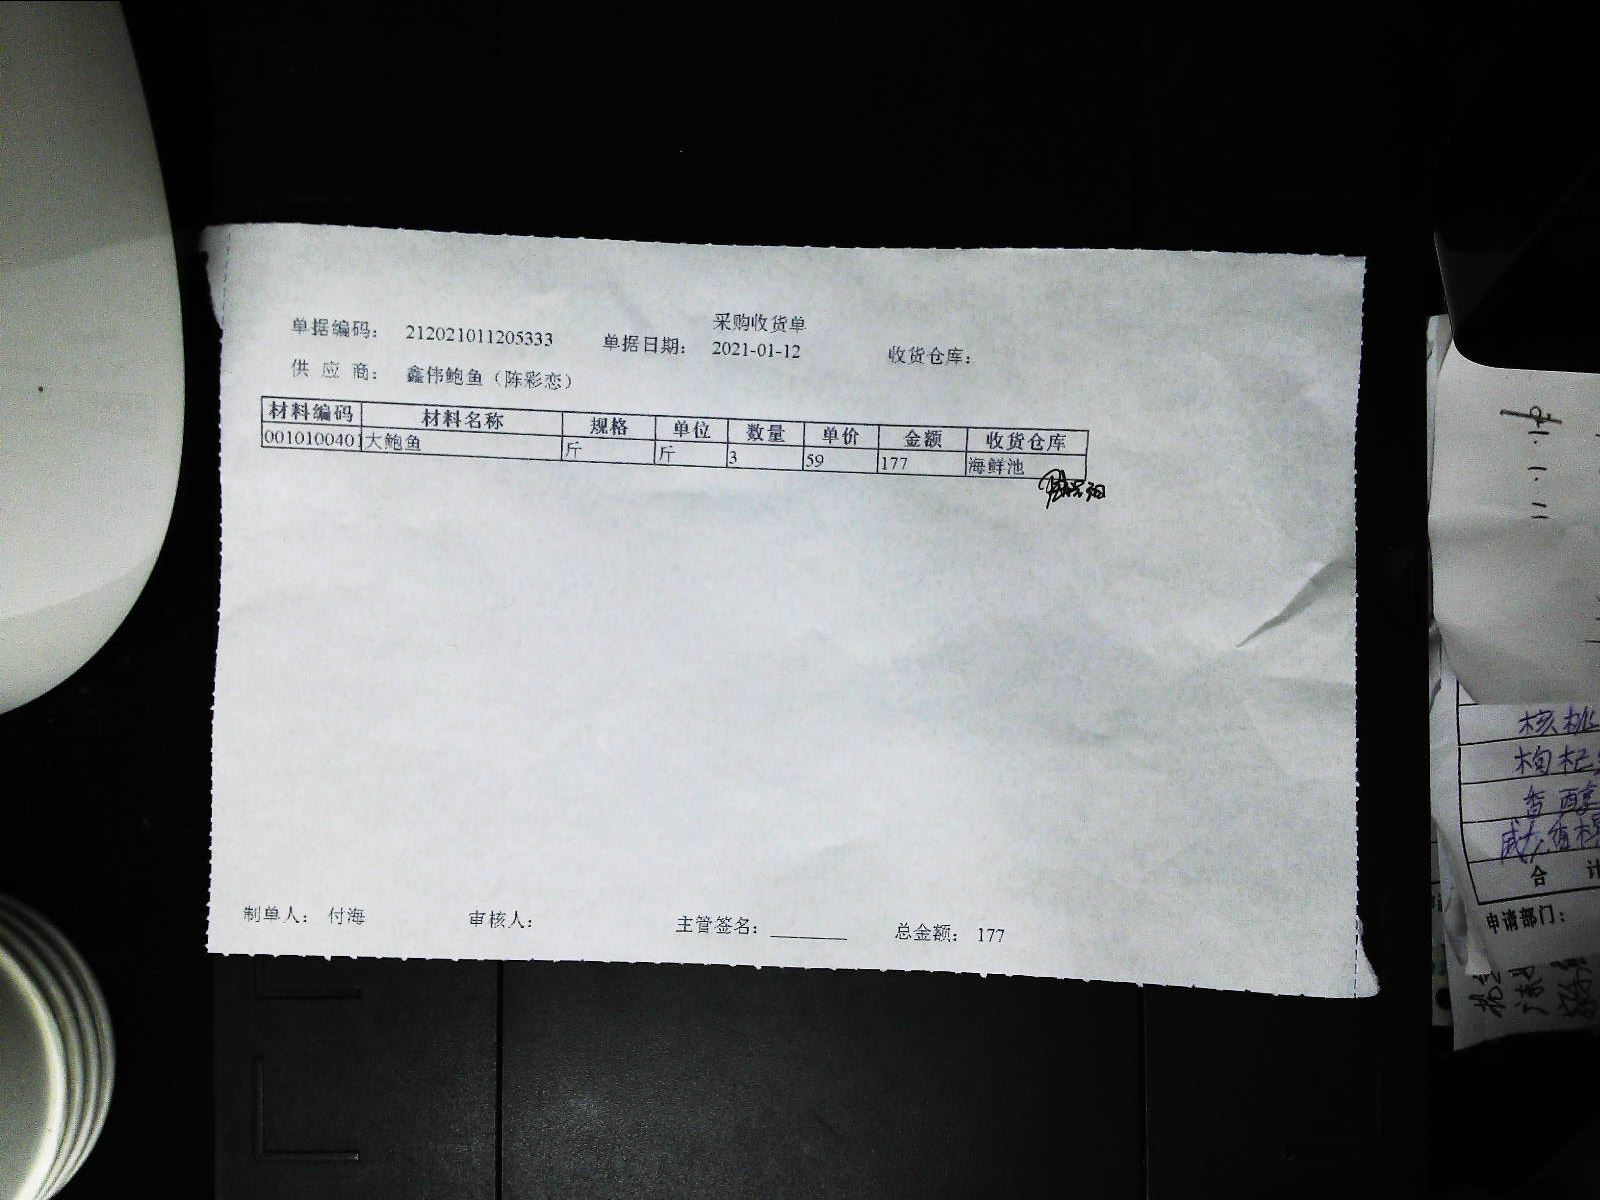 采购收货单
单据编码： 212021011205333 单据日期： 2021-01-12 收货仓库：
供 应 商： 鑫伟鲍鱼（陈彩恋）
材料编码 材料名称 规格 单位 数量 单价 金额 收货仓库
0010100401 大鲍鱼 斤 斤 3 59 177 海鲜池
制单人： 付海 审核人： 主管签名： 总金额： 177
核桃
枸杞
香醇
合 计
申请部门：